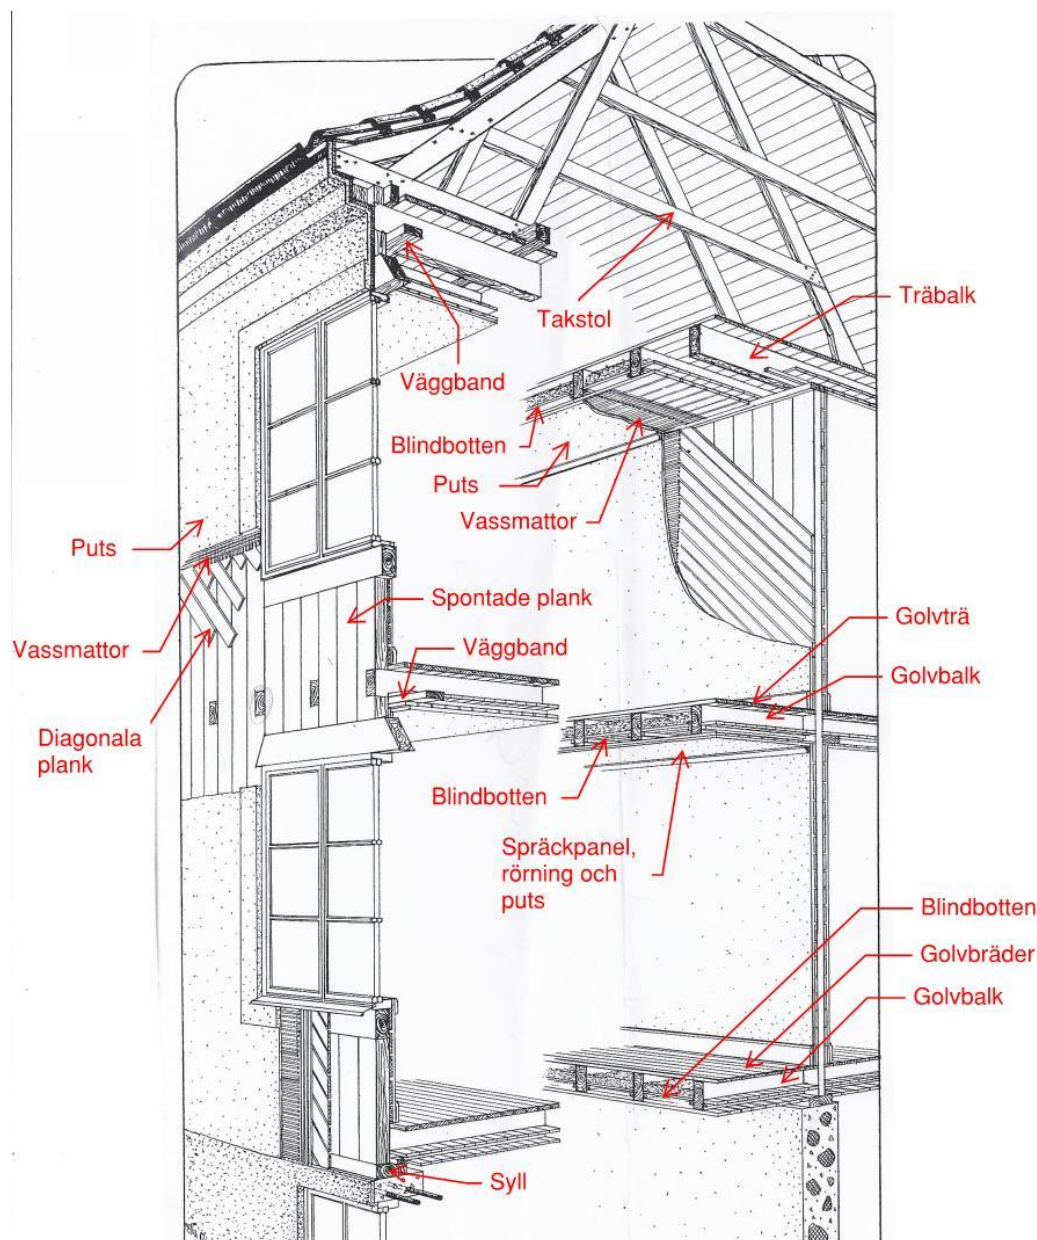 Träbalk
Takstol
Väggband
Blindbotten
Puts
Vassmattor
Puts
Spontade plank
Golvträ
Vassmattor
Väggband
Golvbalk
Diagonala
plank
Blindbotten
Spräckpanel,
rörning och
puts
Blindbotten
Golvbräder
Golvbalk
Syll